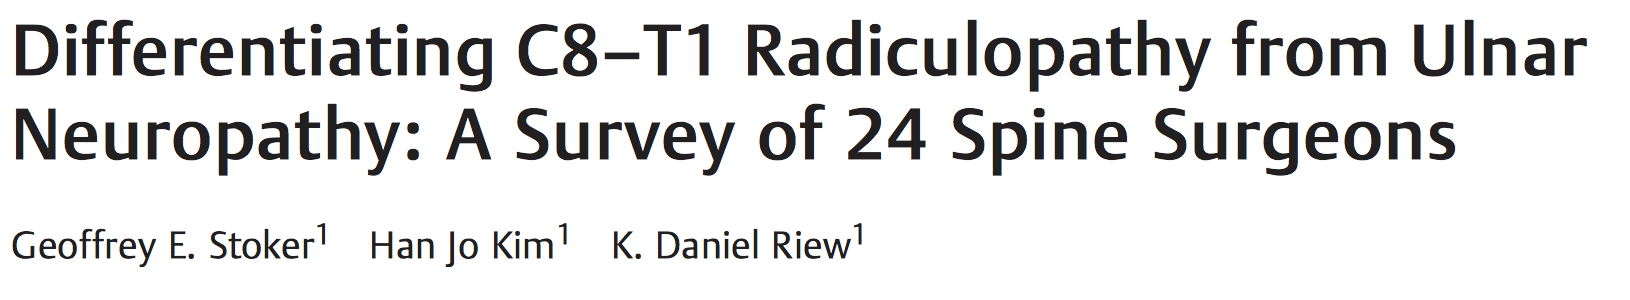 Differentiating C8–T1 Radiculopathy from Ulnar
Neuropathy: A Survey of 24 Spine Surgeons
Geoffrey E. Stoker¹ Han Jo Kim¹ K. Daniel Riew¹